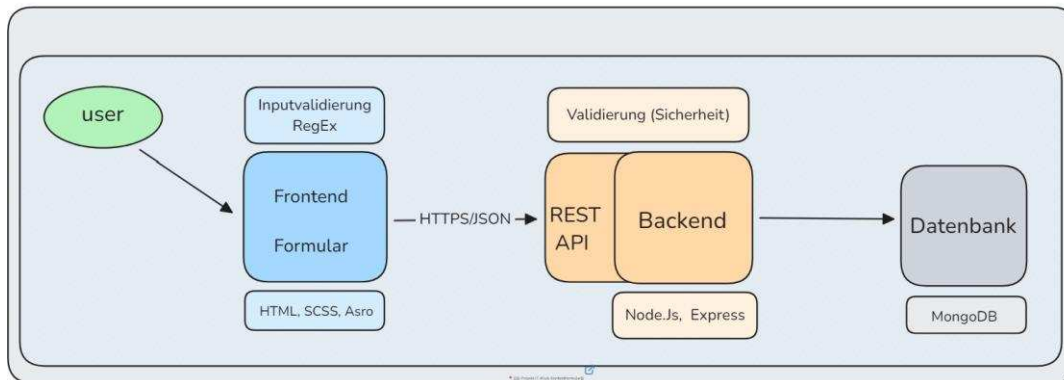 user
Inputvalidierung
RegEx
Frontend
Formular
HTML, SCSS, Asro
HTTPS/JSON
Validierung (Sicherheit)
REST
API
Backend
Node.Js, Express
Datenbank
MongoDB